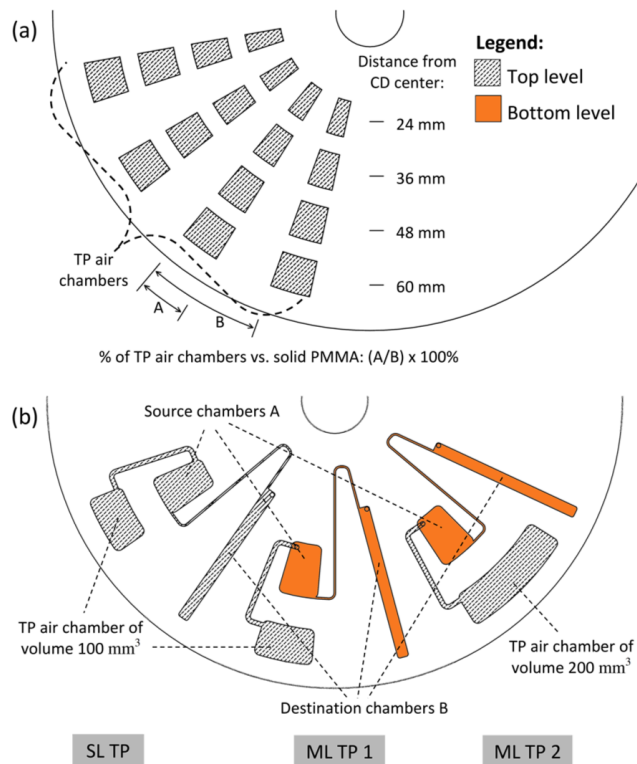 (a)
Distance from
CD center:
Legend:
Top level
Bottom level
24 mm
36 mm
48 mm
60 mm
TP air
chambers
A
B
% of TP air chambers vs. solid PMMA: (A/B) x 100%
(b)
Source chambers A
TP air chamber of
volume 100 mm³
TP air chamber of
volume 200 mm³
Destination chambers B
SL TP
ML TP 1
ML TP 2